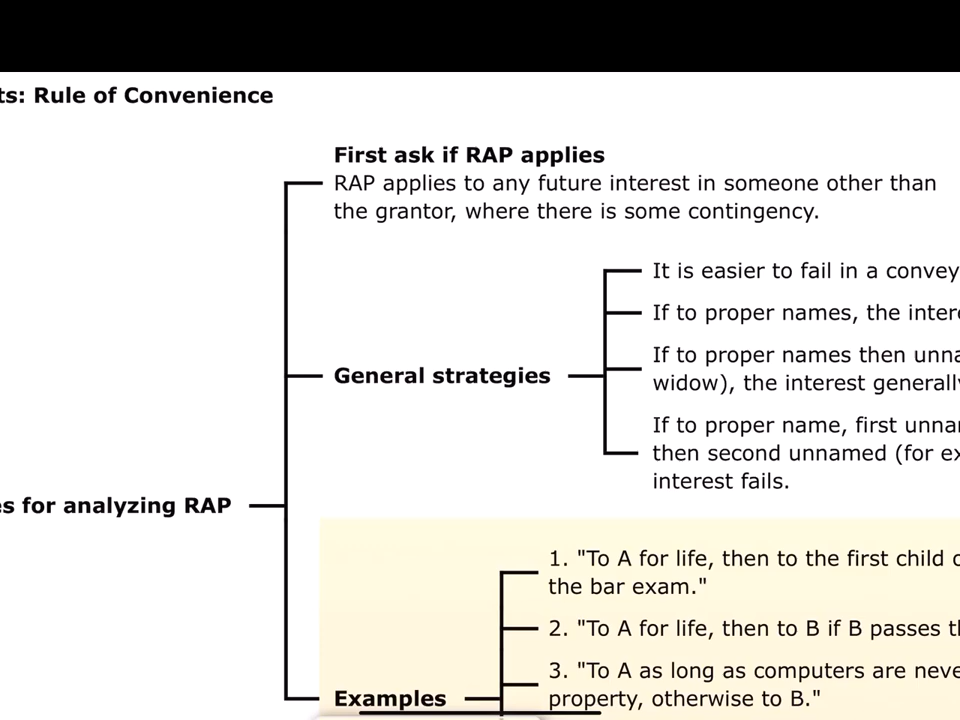 ts: Rule of Convenience
First ask if RAP applies
RAP applies to any future interest in someone other than
the grantor, where there is some contingency.
It is easier to fail in a convey
If to proper names, the inter
General strategies
If to proper names then unna
widow), the interest generally
If to proper name, first unnar
then second unnamed (for ex
interest fails.
es for analyzing RAP
Examples
1. "To A for life, then to the first child o
the bar exam."
2. "To A for life, then to B if B passes th
3. "To A as long as computers are neve
property, otherwise to B."